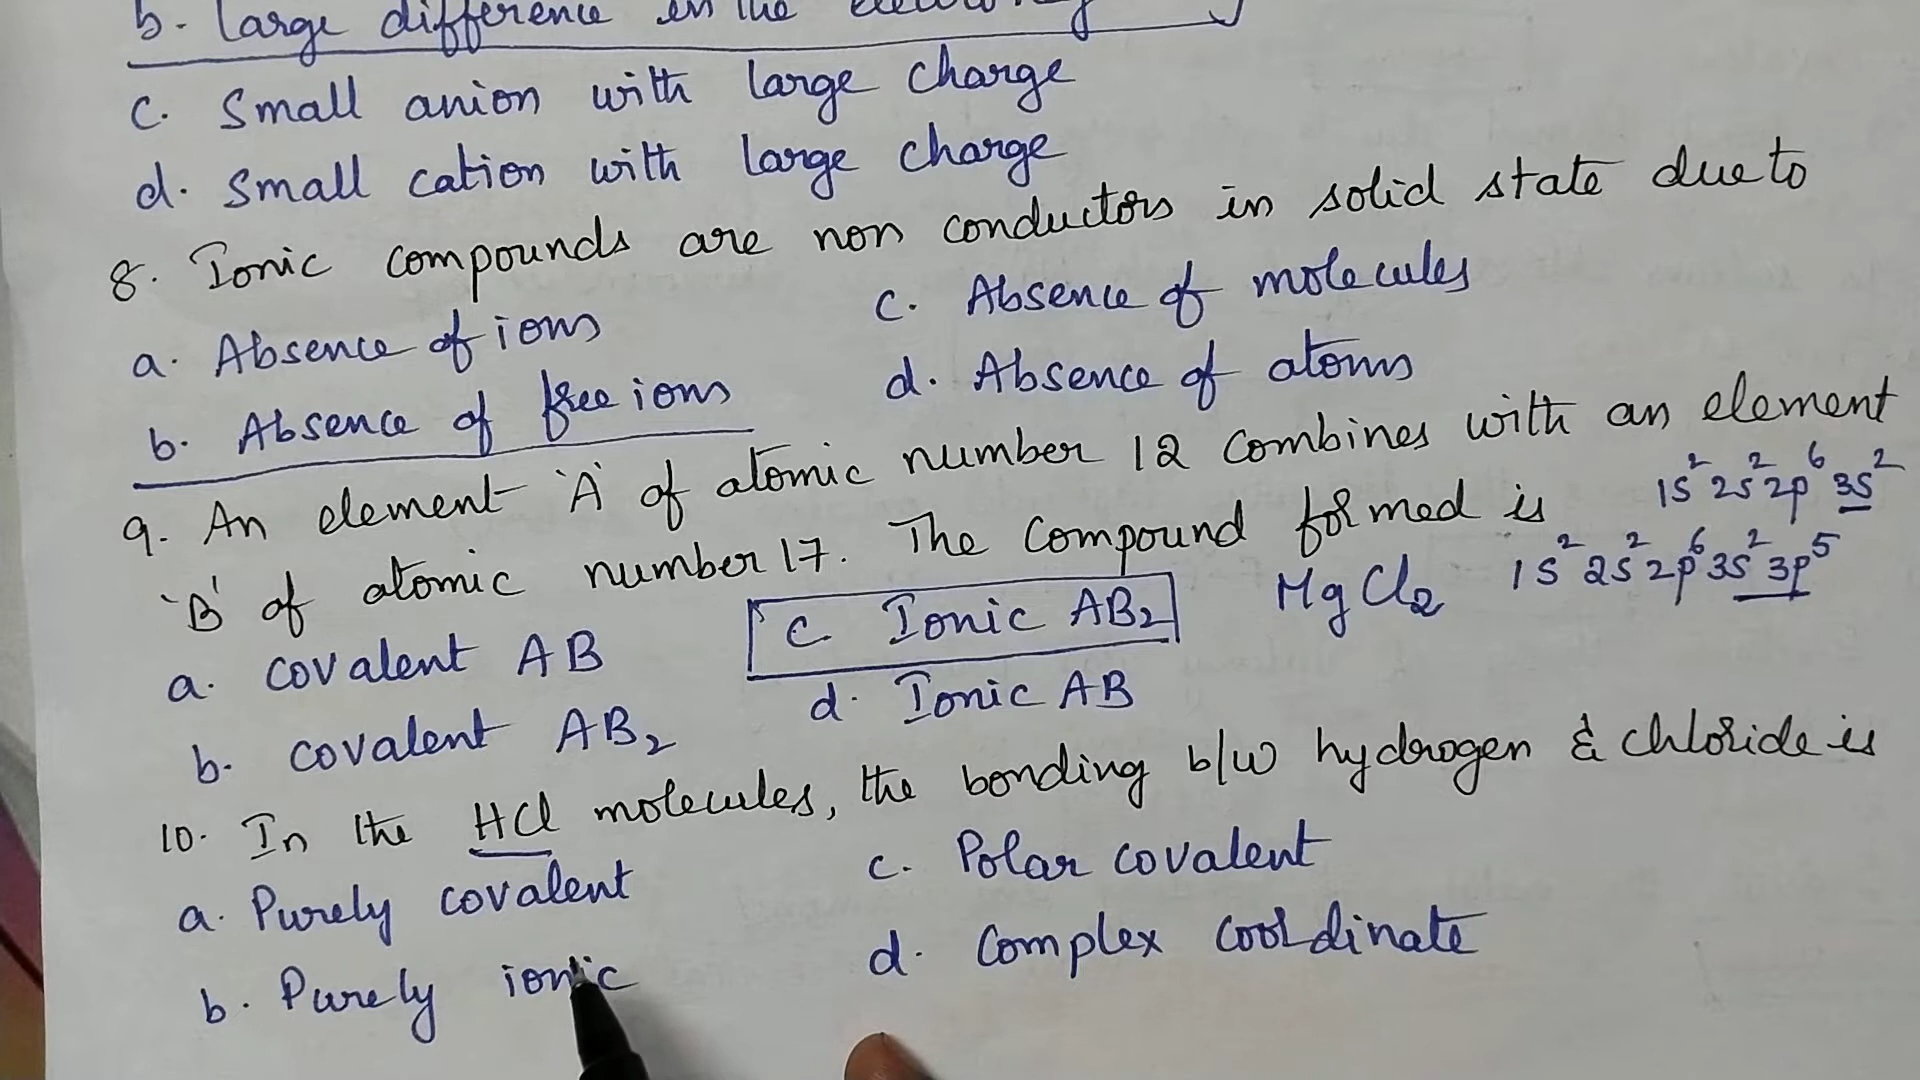 b. Large difference in the
c. Small anion with large charge
d. Small cation with large charge
8. Ionic compounds are non conductors in solid state due to
a. Absence of ions
c. Absence of molecules
b. Absence of free ions
d. Absence of atoms
9. An element 'A' of atomic number 12 combines with an element
1s² 2s² 2p⁶ 3s²
'B' of atomic number 17. The compound formed is
MgCl₂ 1s² 2s² 2p⁶ 3s² 3p⁵
a. covalent AB
c. Ionic AB₂
b. covalent AB₂
d. Ionic AB
10. In the HCl molecules, the bonding b/w hydrogen & chloride is
a. Purely covalent
c. Polar covalent
b. Purely ionic
d. Complex coordinate